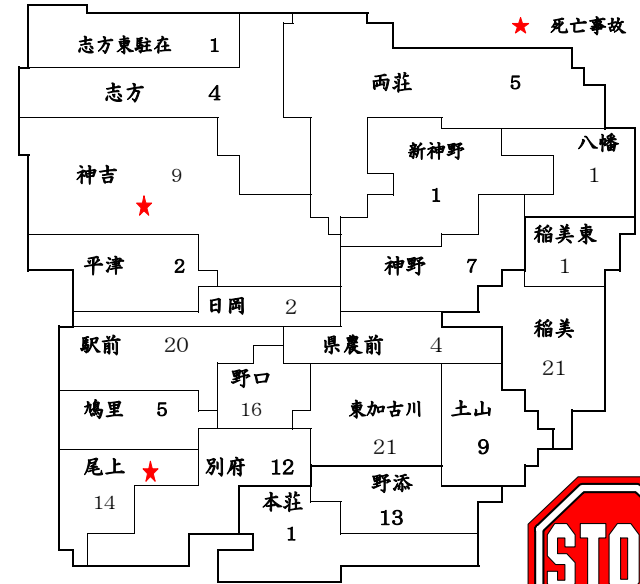 ★ 死亡事故
志方東駐在 1
志方 4
両荘 5
八幡
1
新神野
1
神吉 9
稲美東
1
平津 2
神野 7
日岡 2
稲美
21
駅前 20
県農前 4
野口
16
鳩里 5
東加古川
21
土山
9
尾上
14
別府 12
野添
13
本荘
1